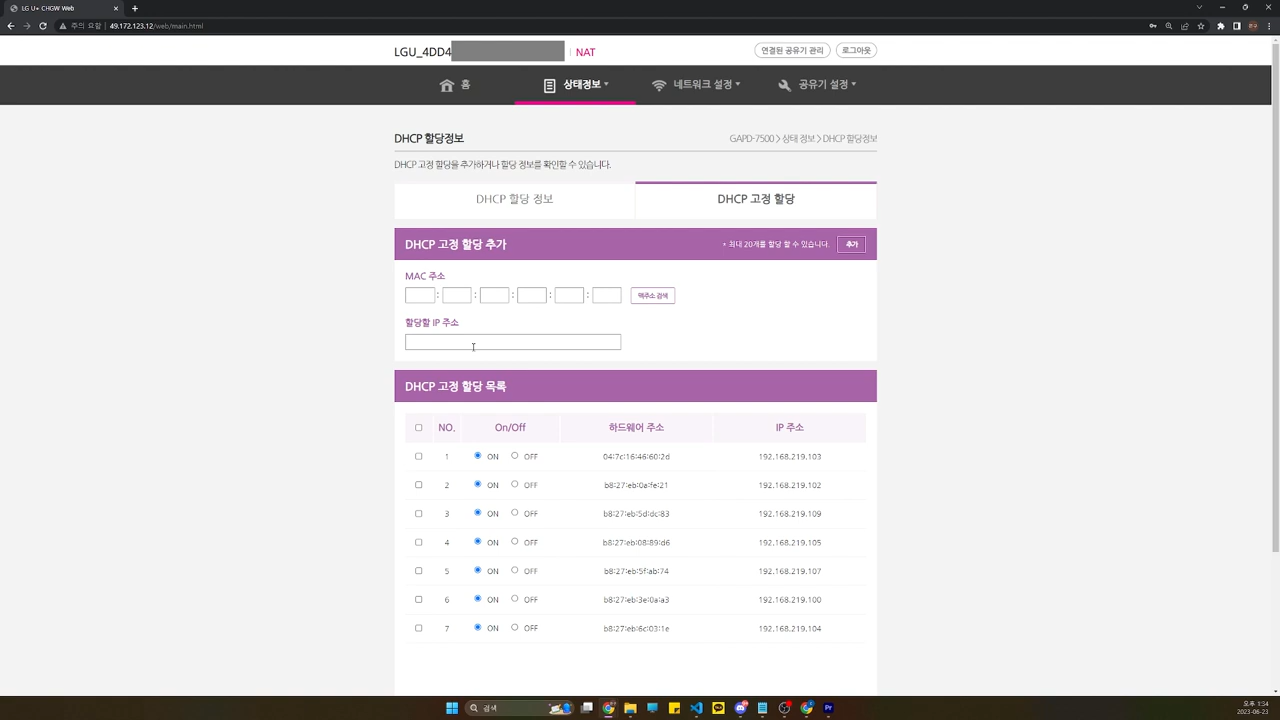 LG U+ CHGW Web
주의 요함 49.172.123.12/web/main.html
LGU_4DD4 NAT 연결된 공유기 관리 로그아웃
홈 상태정보 네트워크 설정 공유기 설정
DHCP 할당정보 GAPD-7500 > 상태 정보 > DHCP 할당정보
DHCP 고정 할당을 추가하거나 할당 정보를 확인할 수 있습니다.
DHCP 할당 정보 DHCP 고정 할당
DHCP 고정 할당 추가 * 최대 20개를 할당 할 수 있습니다. 추가
MAC 주소
: : : : : 맥주소 검색
할당할 IP 주소
DHCP 고정 할당 목록
NO. On/Off 하드웨어 주소 IP 주소
1 ON OFF 04:7c:16:46:60:2d 192.168.219.103
2 ON OFF b8:27:eb:0a:fe:21 192.168.219.102
3 ON OFF b8:27:eb:5d:dc:83 192.168.219.109
4 ON OFF b8:27:eb:08:89:d6 192.168.219.105
5 ON OFF b8:27:eb:5f:ab:74 192.168.219.107
6 ON OFF b8:27:eb:3e:0a:a3 192.168.219.100
7 ON OFF b8:27:eb:6c:03:1e 192.168.219.104
검색
오후 1:34
2023-06-23